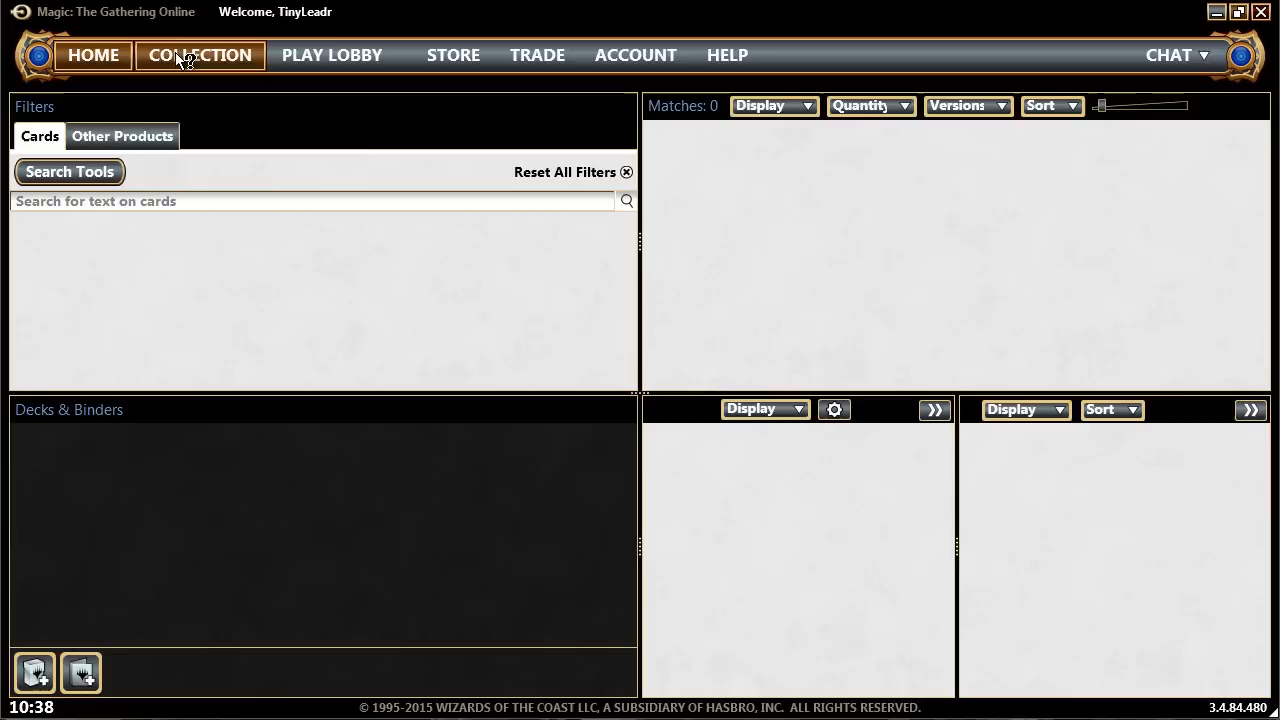 Magic: The Gathering Online Welcome, TinyLeadr
HOME COLLECTION PLAY LOBBY STORE TRADE ACCOUNT HELP CHAT
Filters
Matches: 0 Display Quantity Versions Sort
Cards Other Products
Search Tools Reset All Filters
Search for text on cards
Decks & Binders
Display
Display Sort
10:38
© 1995-2015 WIZARDS OF THE COAST LLC, A SUBSIDIARY OF HASBRO, INC. ALL RIGHTS RESERVED.
3.4.84.480